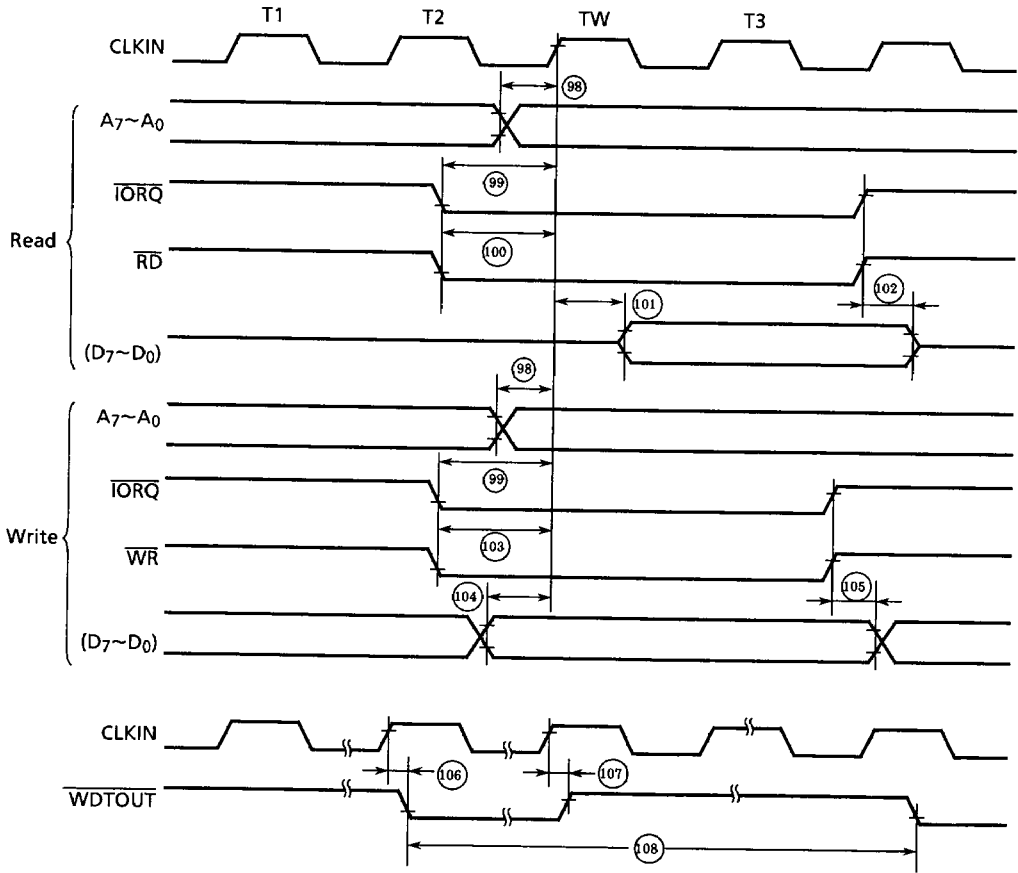 T1 T2 TW T3
CLKIN
98
A7~A0
99
IORQ
Read
100
RD
101 102
(D7~D0)
98
A7~A0
99
IORQ
Write
103
WR
104 105
(D7~D0)
CLKIN
106 107
WDTOUT
108